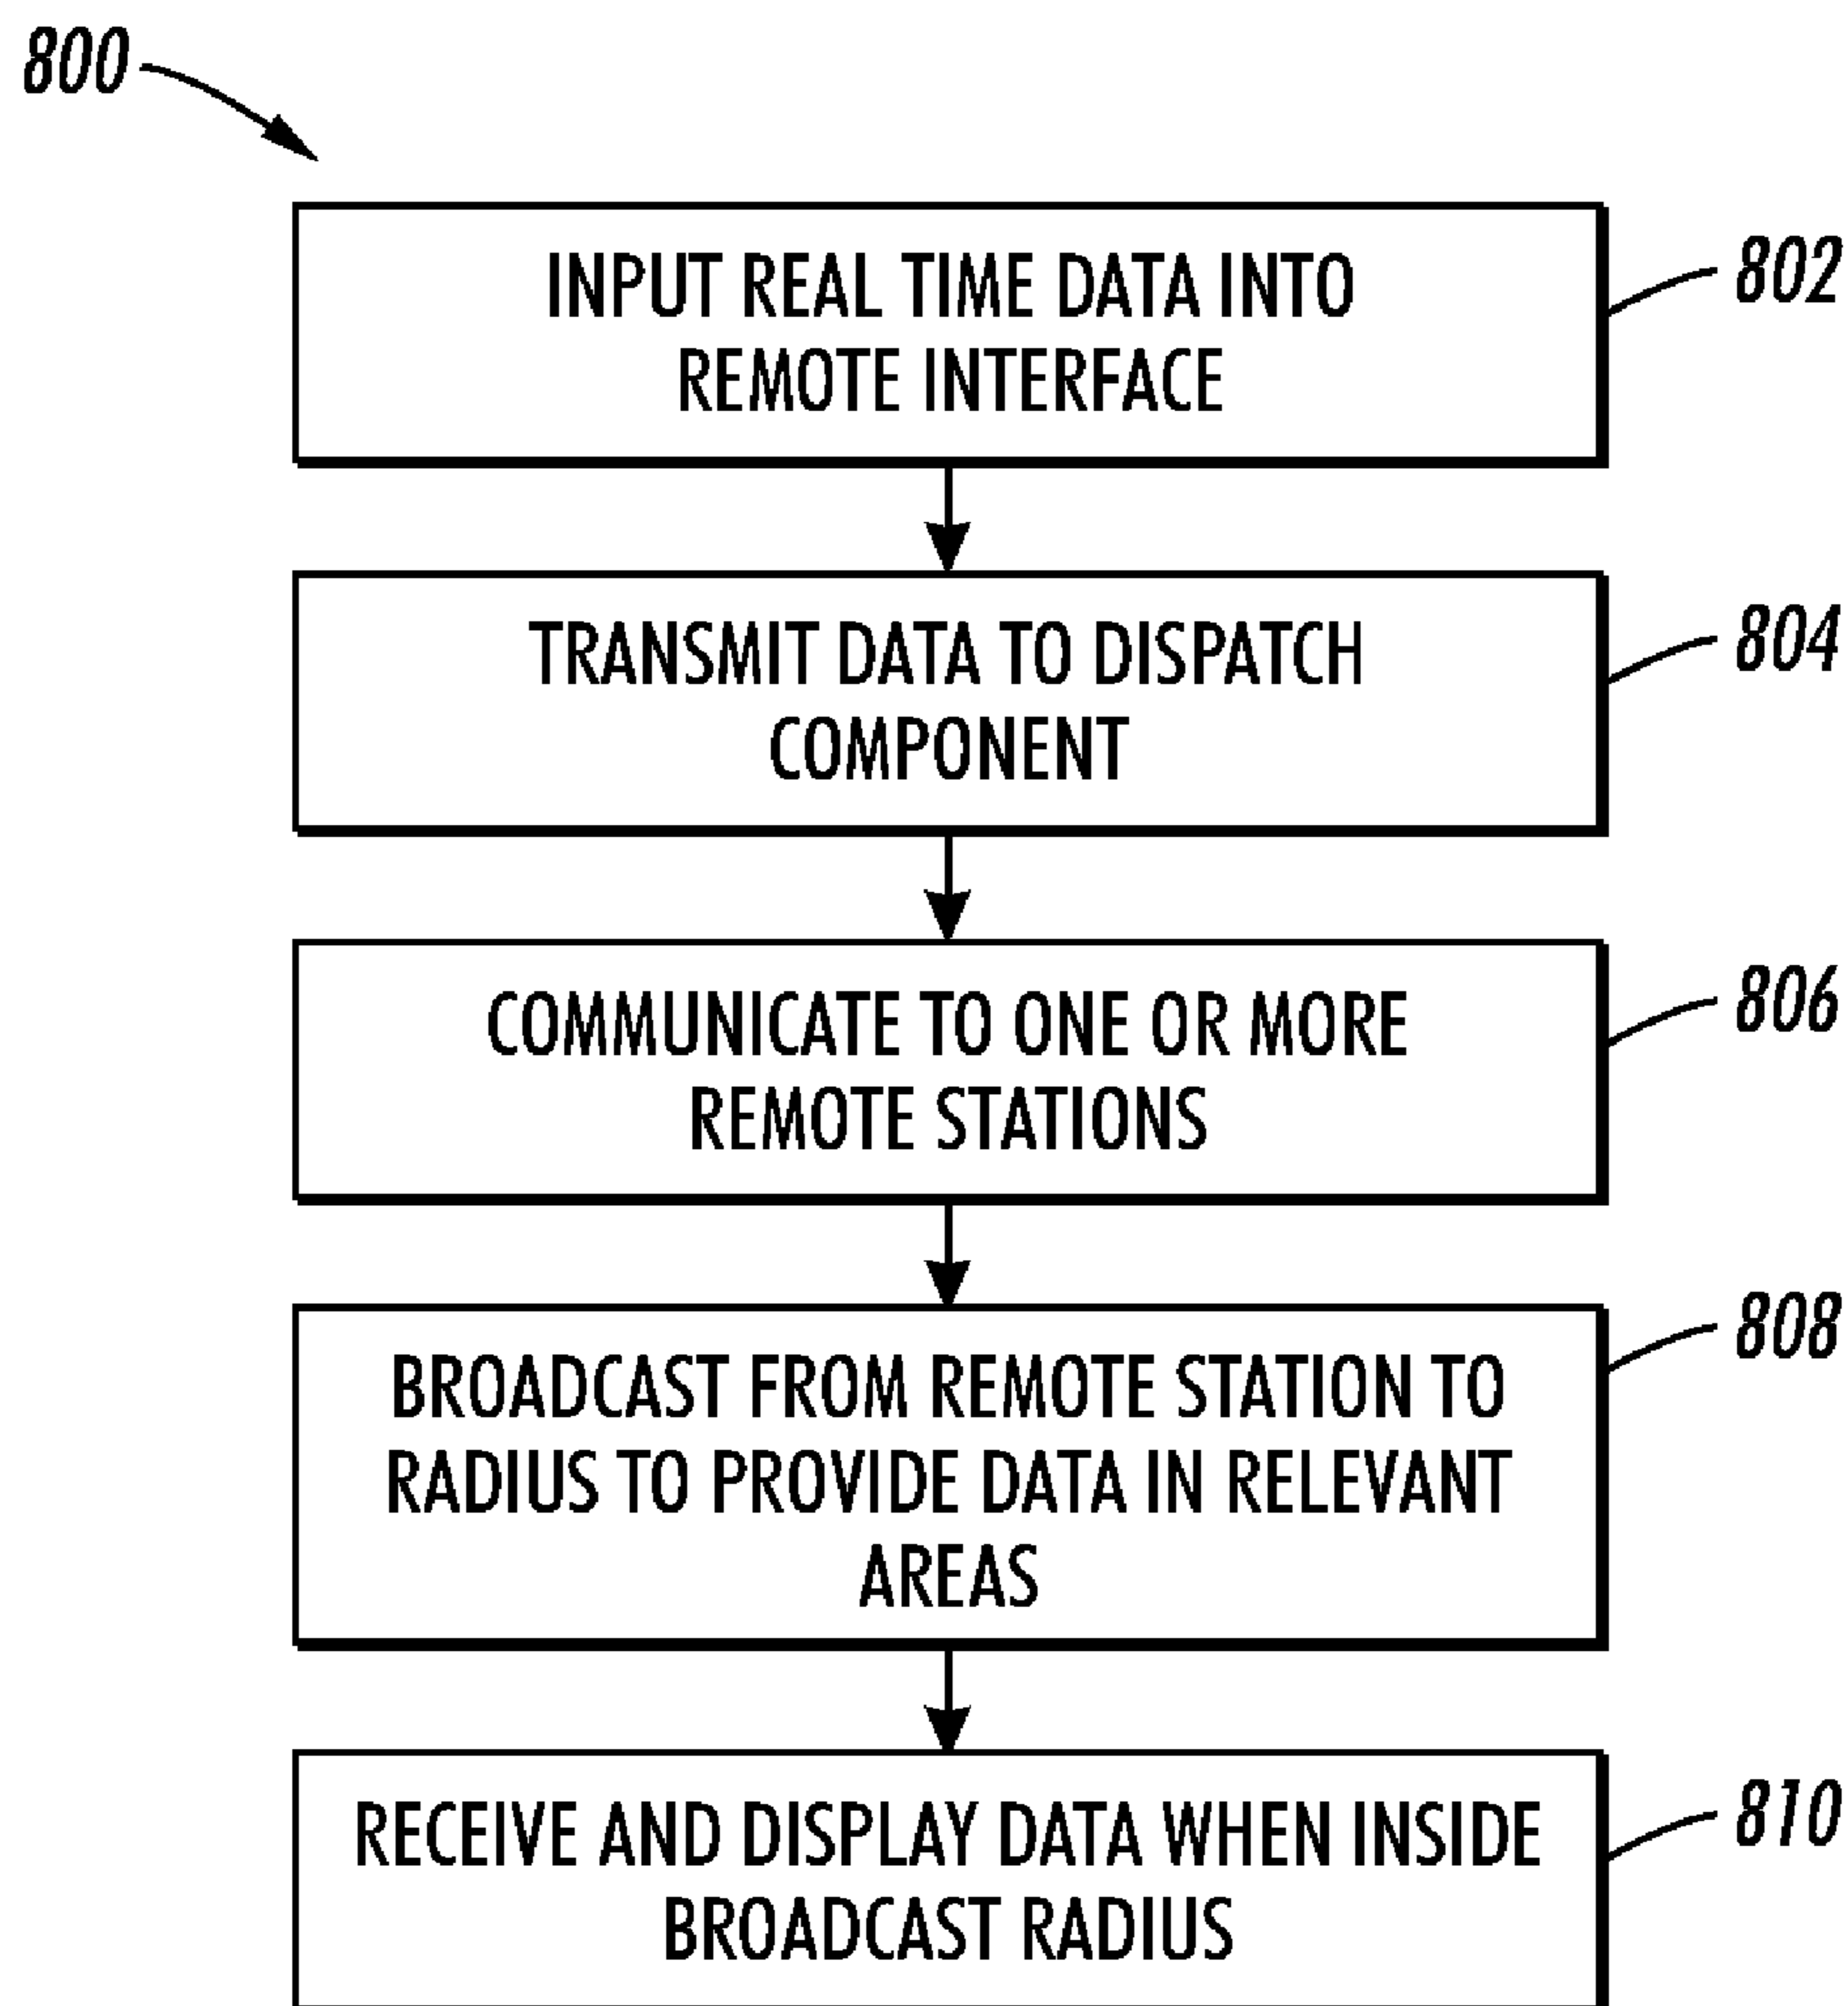 800
INPUT REAL TIME DATA INTO
REMOTE INTERFACE
802
TRANSMIT DATA TO DISPATCH
COMPONENT
804
COMMUNICATE TO ONE OR MORE
REMOTE STATIONS
806
BROADCAST FROM REMOTE STATION TO
RADIUS TO PROVIDE DATA IN RELEVANT
AREAS
808
RECEIVE AND DISPLAY DATA WHEN INSIDE
BROADCAST RADIUS
810